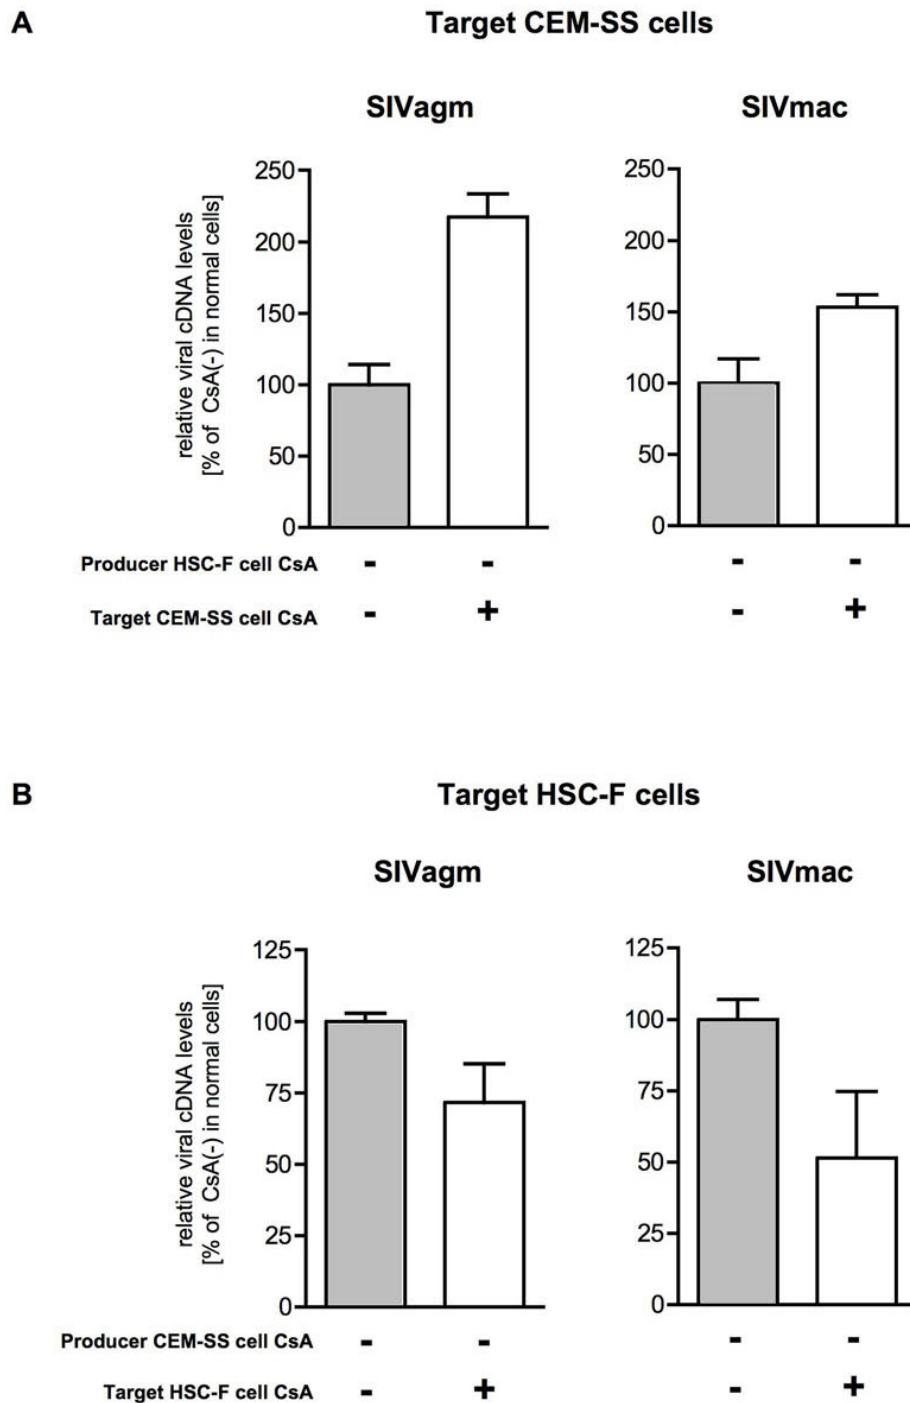 A
Target CEM-SS cells
SIVagm
SIVmac
relative viral cDNA levels
[% of CsA(-) in normal cells]
250
200
150
100
50
0
250
200
150
100
50
0
Producer HSC-F cell CsA - - - -
Target CEM-SS cell CsA - + - +
B
Target HSC-F cells
SIVagm
SIVmac
relative viral cDNA levels
[% of CsA(-) in normal cells]
125
100
75
50
25
0
125
100
75
50
25
0
Producer CEM-SS cell CsA - - - -
Target HSC-F cell CsA - + - +